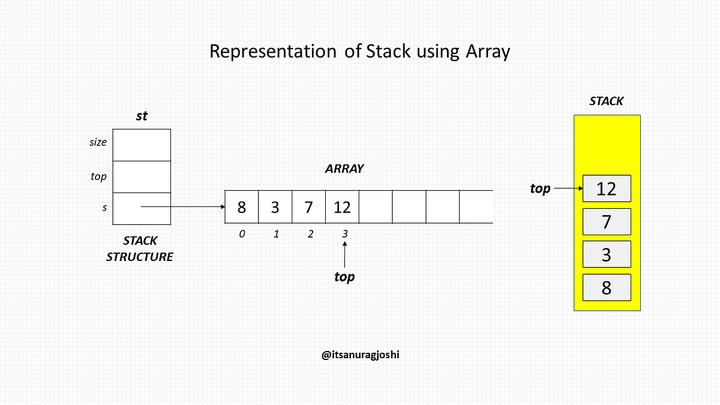 Representation of Stack using Array
st
size
top
s
STACK
STRUCTURE
ARRAY
8 3 7 12
0 1 2 3
top
STACK
top
12
7
3
8
@itsanuragjoshi